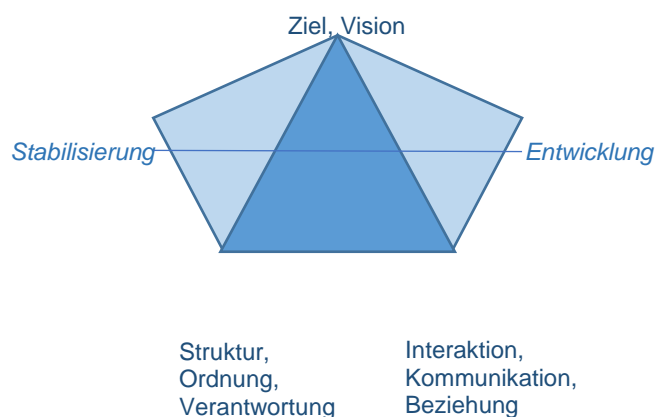 Ziel, Vision
Stabilisierung
Entwicklung
Struktur,
Ordnung,
Verantwortung
Interaktion,
Kommunikation,
Beziehung